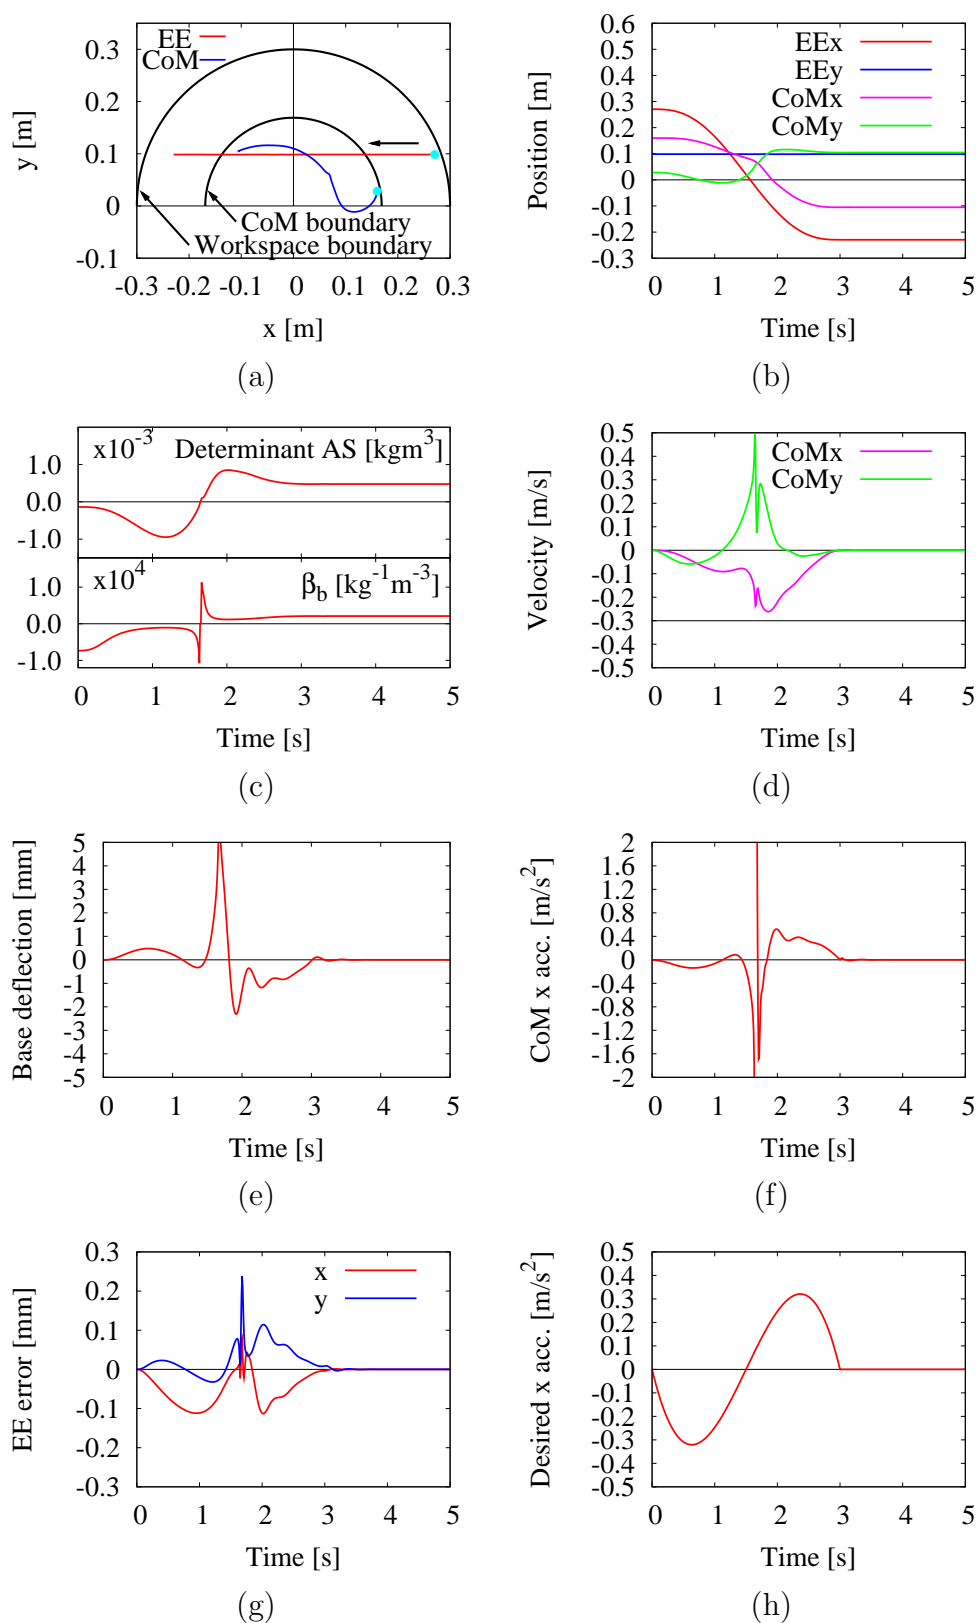 EE
CoM
0.3
0.2
0.1
0
-0.1
y [m]
CoM boundary
Workspace boundary
-0.3 -0.2 -0.1 0 0.1 0.2 0.3
x [m]
(a)
EEx
EEy
CoMx
CoMy
0.6
0.5
0.4
0.3
0.2
0.1
0
-0.1
-0.2
-0.3
Position [m]
0 1 2 3 4 5
Time [s]
(b)
x10-3 Determinant AS [kgm3]
1.0
0.0
-1.0
x104 βb [kg-1m-3]
1.0
0.0
-1.0
0 1 2 3 4 5
Time [s]
(c)
CoMx
CoMy
0.5
0.4
0.3
0.2
0.1
0
-0.1
-0.2
-0.3
-0.4
-0.5
Velocity [m/s]
0 1 2 3 4 5
Time [s]
(d)
5
4
3
2
1
0
-1
-2
-3
-4
-5
Base deflection [mm]
0 1 2 3 4 5
Time [s]
(e)
2
1.6
1.2
0.8
0.4
0
-0.4
-0.8
-1.2
-1.6
-2
CoM x acc. [m/s2]
0 1 2 3 4 5
Time [s]
(f)
x
y
0.3
0.2
0.1
0
-0.1
-0.2
-0.3
EE error [mm]
0 1 2 3 4 5
Time [s]
(g)
0.5
0.4
0.3
0.2
0.1
0
-0.1
-0.2
-0.3
-0.4
-0.5
Desired x acc. [m/s2]
0 1 2 3 4 5
Time [s]
(h)